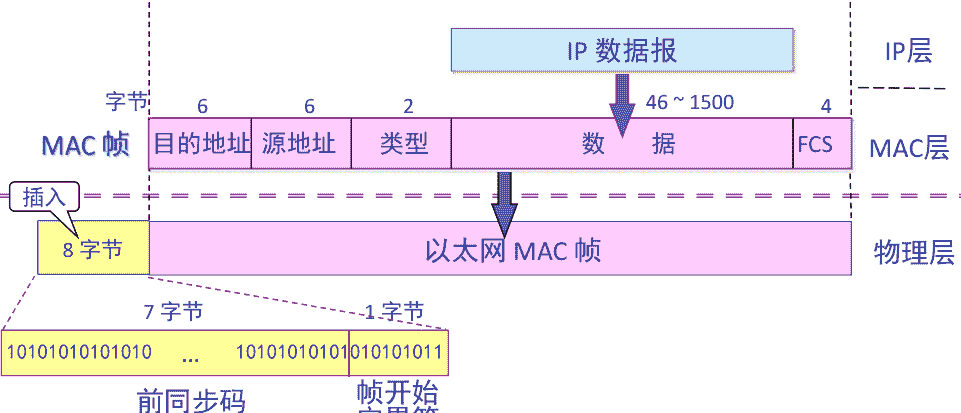 IP 数据报
IP层
字节
6
6
2
46 ~ 1500
4
MAC 帧
目的地址
源地址
类型
数 据
FCS
MAC层
插入
8 字节
以太网 MAC 帧
物理层
7 字节
1 字节
10101010101010 ... 10101010101010101011
前同步码
帧开始